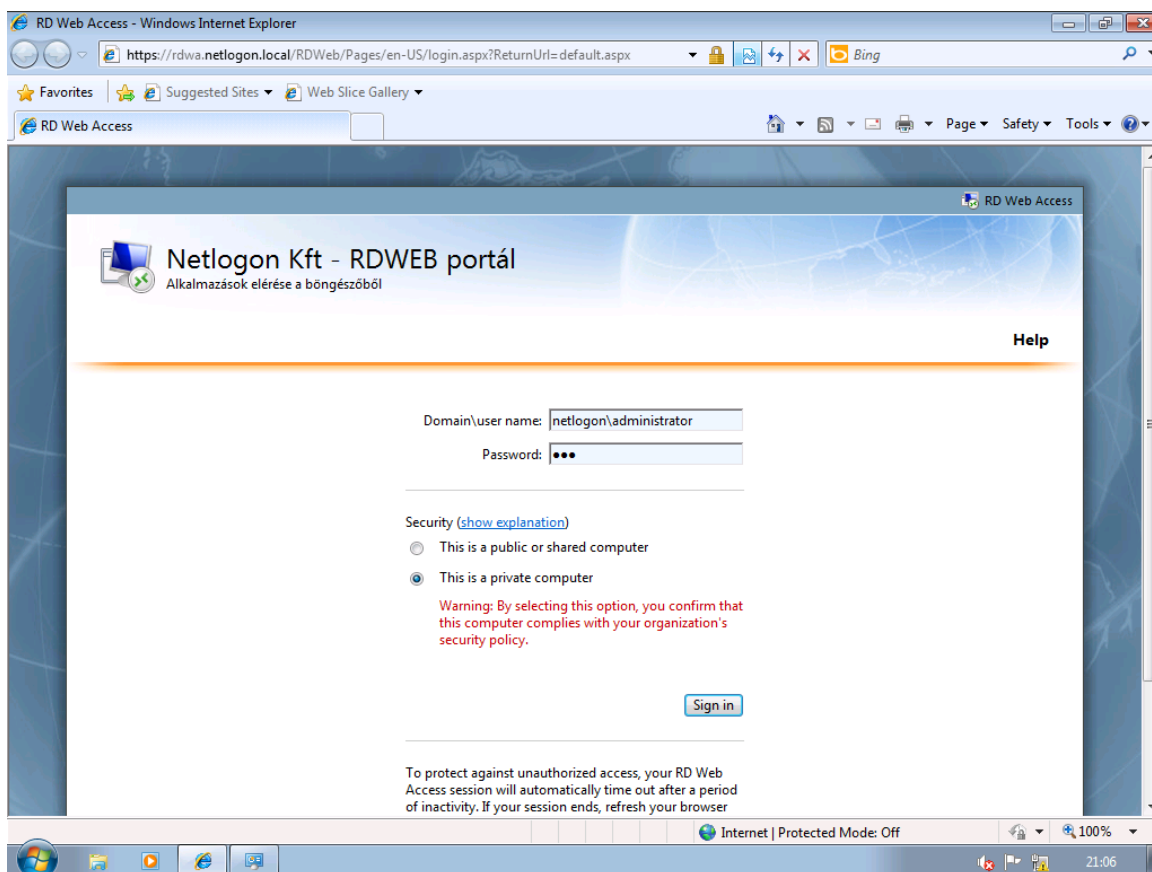 RD Web Access - Windows Internet Explorer
https://rdwa.netlogon.local/RDWeb/Pages/en-US/login.aspx?ReturnUrl=default.aspx
Bing
Favorites
Suggested Sites
Web Slice Gallery
RD Web Access
Page
Safety
Tools
RD Web Access
Netlogon Kft - RDWEB portál
Alkalmazások elérése a böngészőből
Help
Domain\user name: netlogon\administrator
Password: •••
Security (show explanation)
This is a public or shared computer
This is a private computer
Warning: By selecting this option, you confirm that
this computer complies with your organization's
security policy.
Sign in
To protect against unauthorized access, your RD Web
Access session will automatically time out after a period
of inactivity. If your session ends, refresh your browser
Internet | Protected Mode: Off
100%
21:06